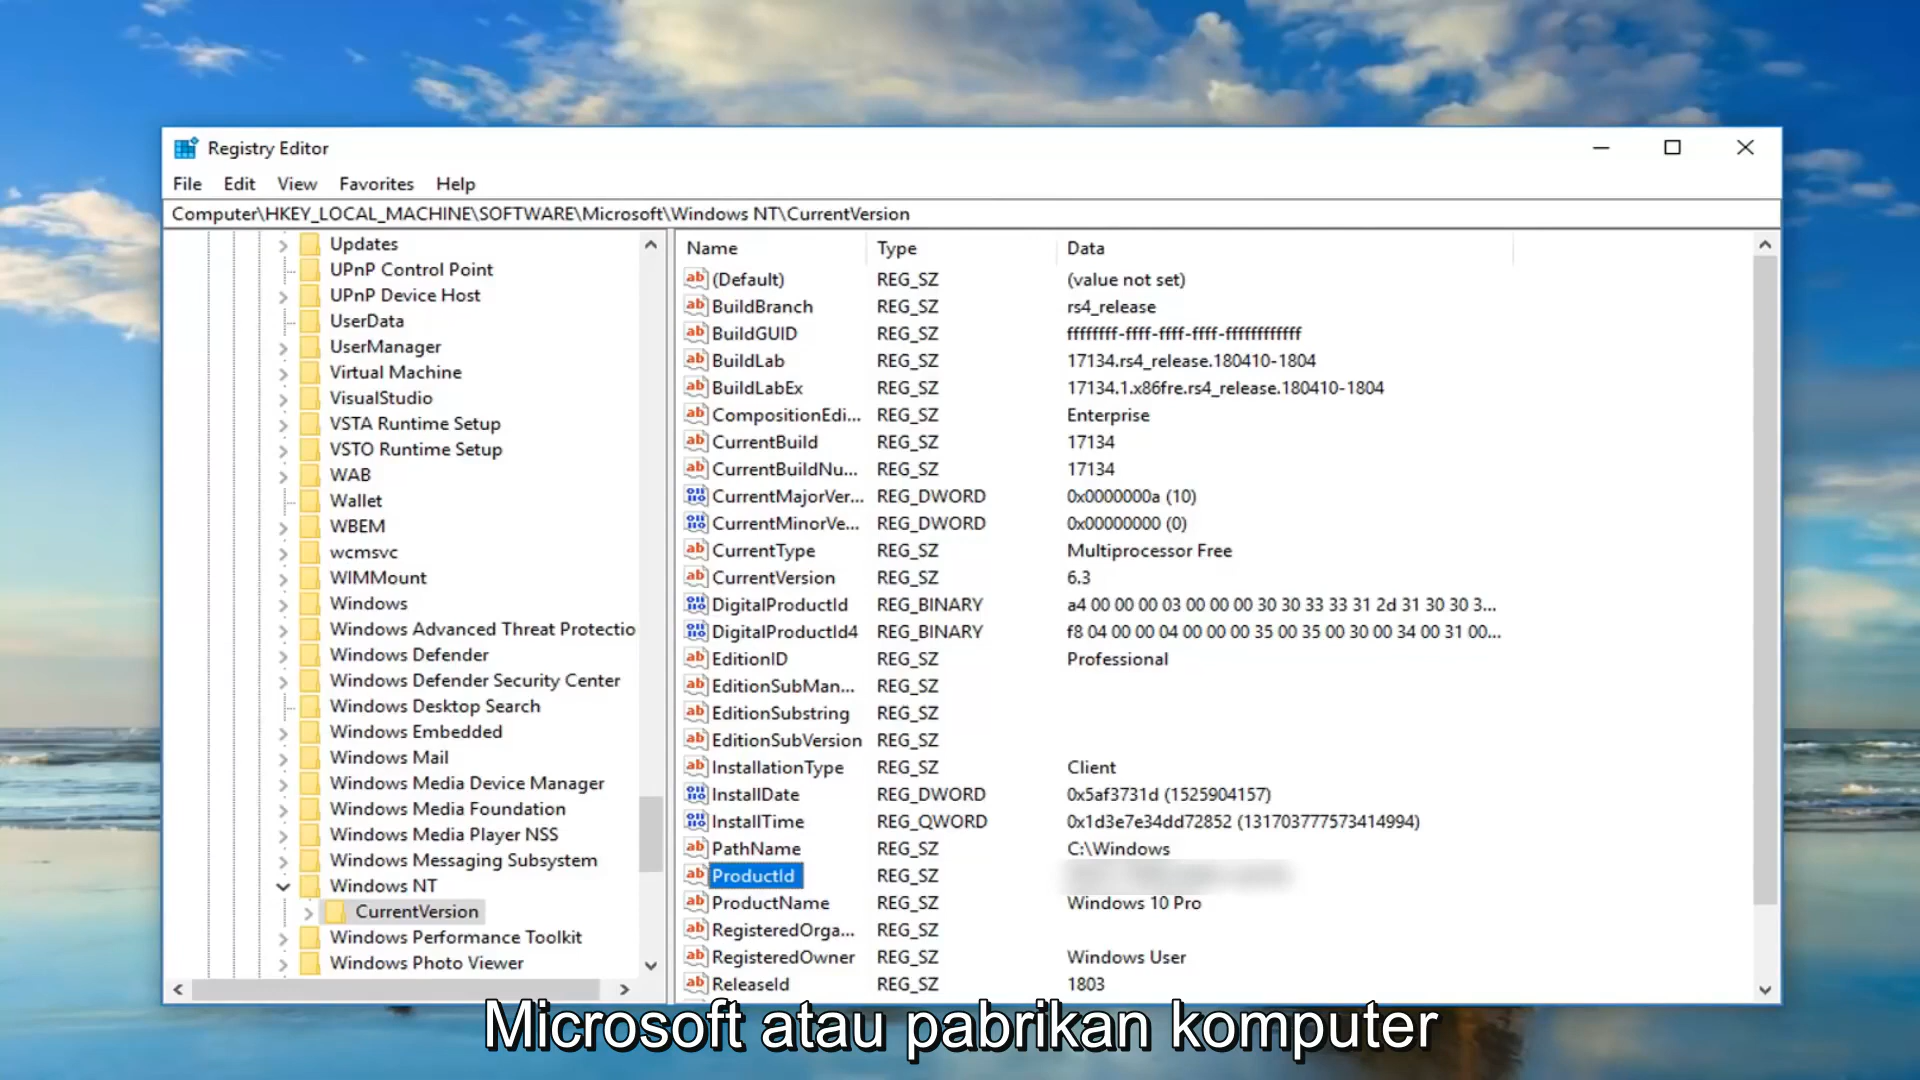 Registry Editor
File Edit View Favorites Help
Computer\HKEY_LOCAL_MACHINE\SOFTWARE\Microsoft\Windows NT\CurrentVersion
Updates
UPnP Control Point
UPnP Device Host
UserData
UserManager
Virtual Machine
VisualStudio
VSTA Runtime Setup
VSTO Runtime Setup
WAB
Wallet
WBEM
wcmsvc
WIMMount
Windows
Windows Advanced Threat Protectio
Windows Defender
Windows Defender Security Center
Windows Desktop Search
Windows Embedded
Windows Mail
Windows Media Device Manager
Windows Media Foundation
Windows Media Player NSS
Windows Messaging Subsystem
Windows NT
CurrentVersion
Windows Performance Toolkit
Windows Photo Viewer
Name Type Data
(Default) REG_SZ (value not set)
BuildBranch REG_SZ rs4_release
BuildGUID REG_SZ ffffffff-ffff-ffff-ffff-ffffffffffff
BuildLab REG_SZ 17134.rs4_release.180410-1804
BuildLabEx REG_SZ 17134.1.x86fre.rs4_release.180410-1804
CompositionEdi... REG_SZ Enterprise
CurrentBuild REG_SZ 17134
CurrentBuildNu... REG_SZ 17134
CurrentMajorVer... REG_DWORD 0x0000000a (10)
CurrentMinorVe... REG_DWORD 0x00000000 (0)
CurrentType REG_SZ Multiprocessor Free
CurrentVersion REG_SZ 6.3
DigitalProductId REG_BINARY a4 00 00 00 03 00 00 00 30 30 33 33 31 2d 31 30 30 3...
DigitalProductId4 REG_BINARY f8 04 00 00 04 00 00 00 35 00 35 00 30 00 34 00 31 00...
EditionID REG_SZ Professional
EditionSubMan... REG_SZ
EditionSubstring REG_SZ
EditionSubVersion REG_SZ
InstallationType REG_SZ Client
InstallDate REG_DWORD 0x5af3731d (1525904157)
InstallTime REG_QWORD 0x1d3e7e34dd72852 (131703777573414994)
PathName REG_SZ C:\Windows
ProductId REG_SZ
ProductName REG_SZ Windows 10 Pro
RegisteredOrga... REG_SZ
RegisteredOwner REG_SZ Windows User
ReleaseId REG_SZ 1803
Microsoft atau pabrikan komputer